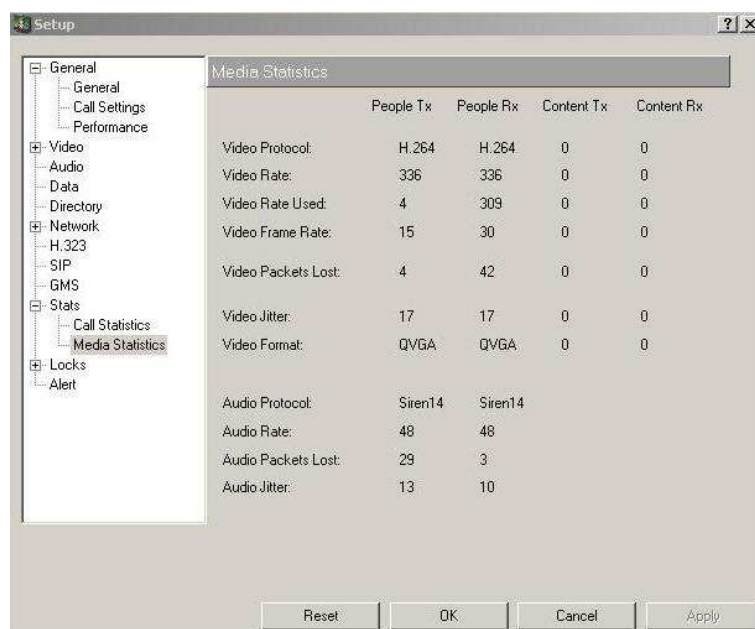 Setup
General
General
Call Settings
Performance
Video
Audio
Data
Directory
Network
H.323
SIP
GMS
Stats
Call Statistics
Media Statistics
Locks
Alert
Media Statistics
People Tx People Rx Content Tx Content Rx
Video Protocol: H.264 H.264 0 0
Video Rate: 336 336 0 0
Video Rate Used: 4 309 0 0
Video Frame Rate: 15 30 0 0
Video Packets Lost: 4 42 0 0
Video Jitter: 17 17 0 0
Video Format: QVGA QVGA 0 0
Audio Protocol: Siren14 Siren14
Audio Rate: 48 48
Audio Packets Lost: 29 3
Audio Jitter: 13 10
Reset OK Cancel Apply